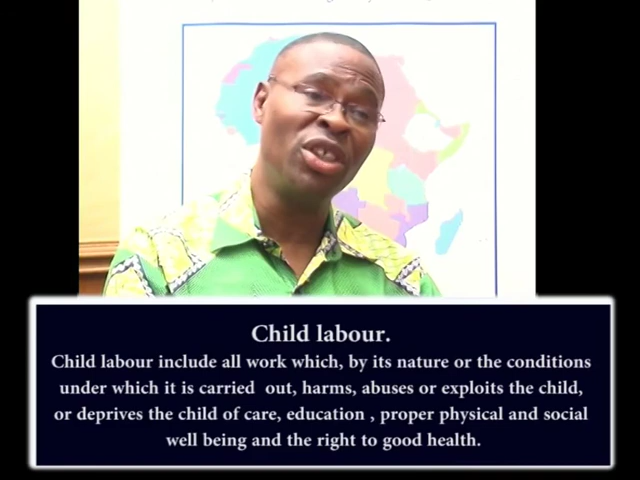 Child labour.
Child labour include all work which, by its nature or the conditions
under which it is carried out, harms, abuses or exploits the child,
or deprives the child of care, education , proper physical and social
well being and the right to good health.